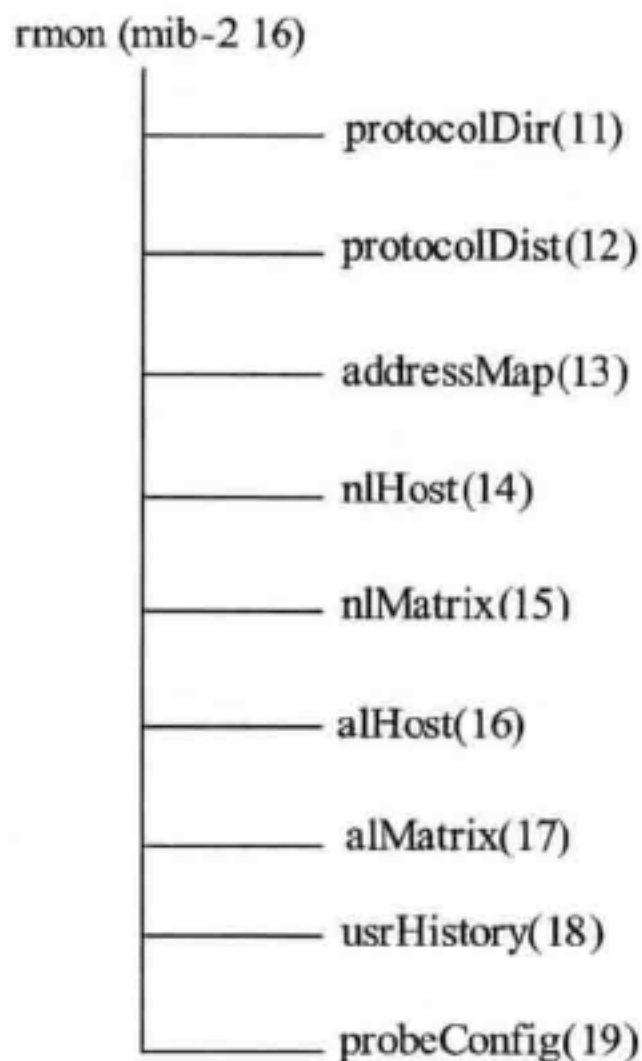 rmon (mib-2 16)
protocolDir(11)
protocolDist(12)
addressMap(13)
nlHost(14)
nlMatrix(15)
alHost(16)
alMatrix(17)
usrHistory(18)
probeConfig(19)